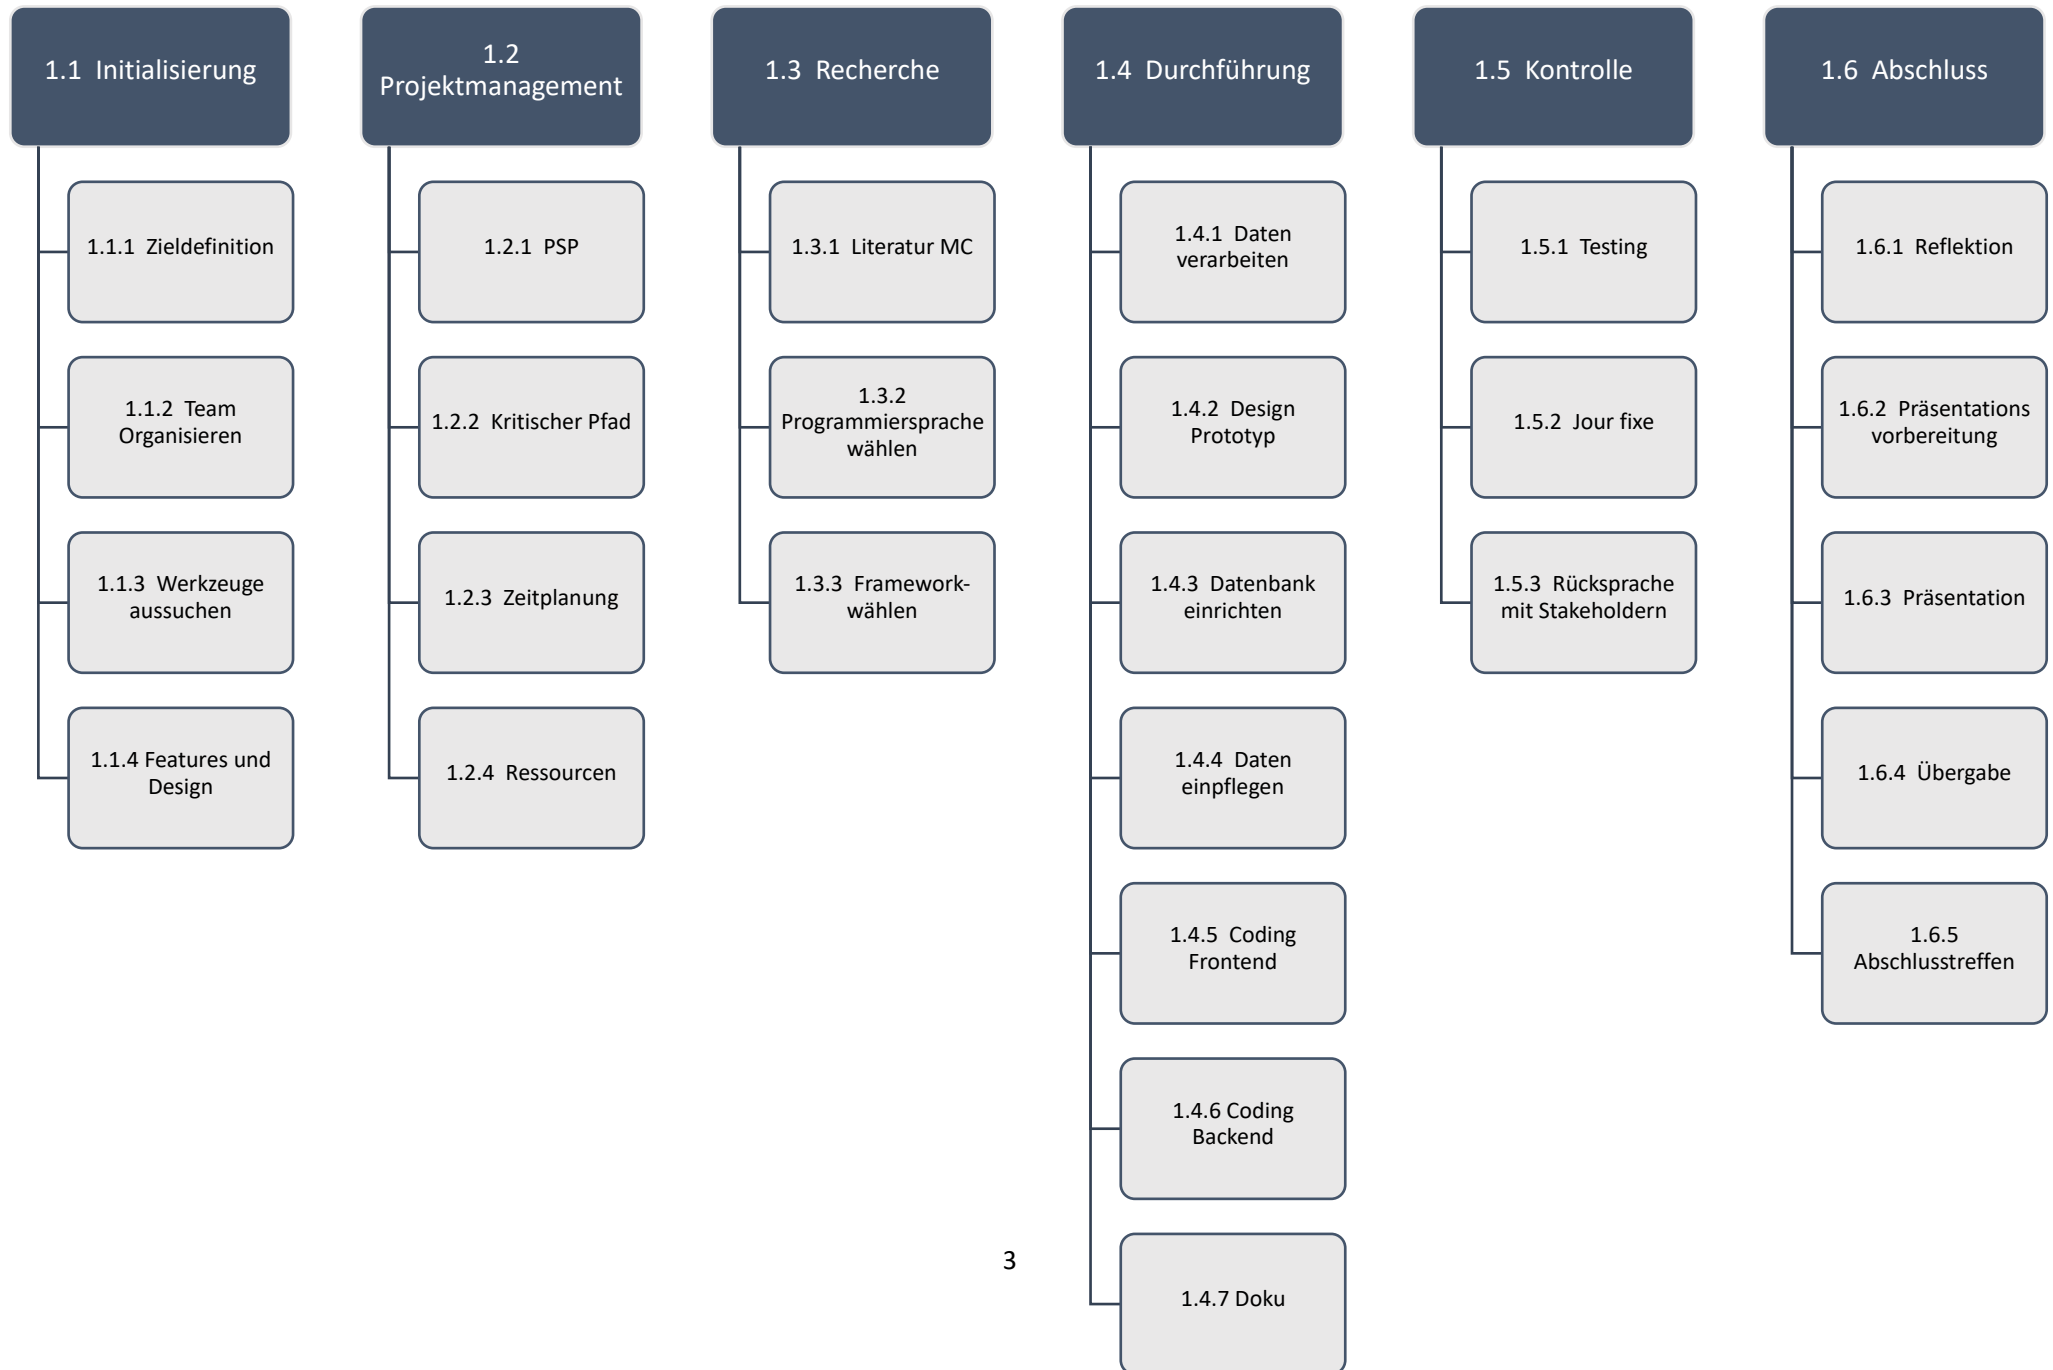 1.1 Initialisierung
1.1.1 Zieldefinition
1.1.2 Team
Organisieren
1.1.3 Werkzeuge
aussuchen
1.1.4 Features und
Design
1.2
Projektmanagement
1.2.1 PSP
1.2.2 Kritischer Pfad
1.2.3 Zeitplanung
1.2.4 Ressourcen
1.3 Recherche
1.3.1 Literatur MC
1.3.2
Programmiersprache
wählen
1.3.3 Framework-
wählen
1.4 Durchführung
1.4.1 Daten
verarbeiten
1.4.2 Design
Prototyp
1.4.3 Datenbank
einrichten
1.4.4 Daten
einpflegen
1.4.5 Coding
Frontend
1.4.6 Coding
Backend
1.4.7 Doku
1.5 Kontrolle
1.5.1 Testing
1.5.2 Jour fixe
1.5.3 Rücksprache
mit Stakeholdern
1.6 Abschluss
1.6.1 Reflektion
1.6.2 Präsentations
vorbereitung
1.6.3 Präsentation
1.6.4 Übergabe
1.6.5
Abschlusstreffen
3